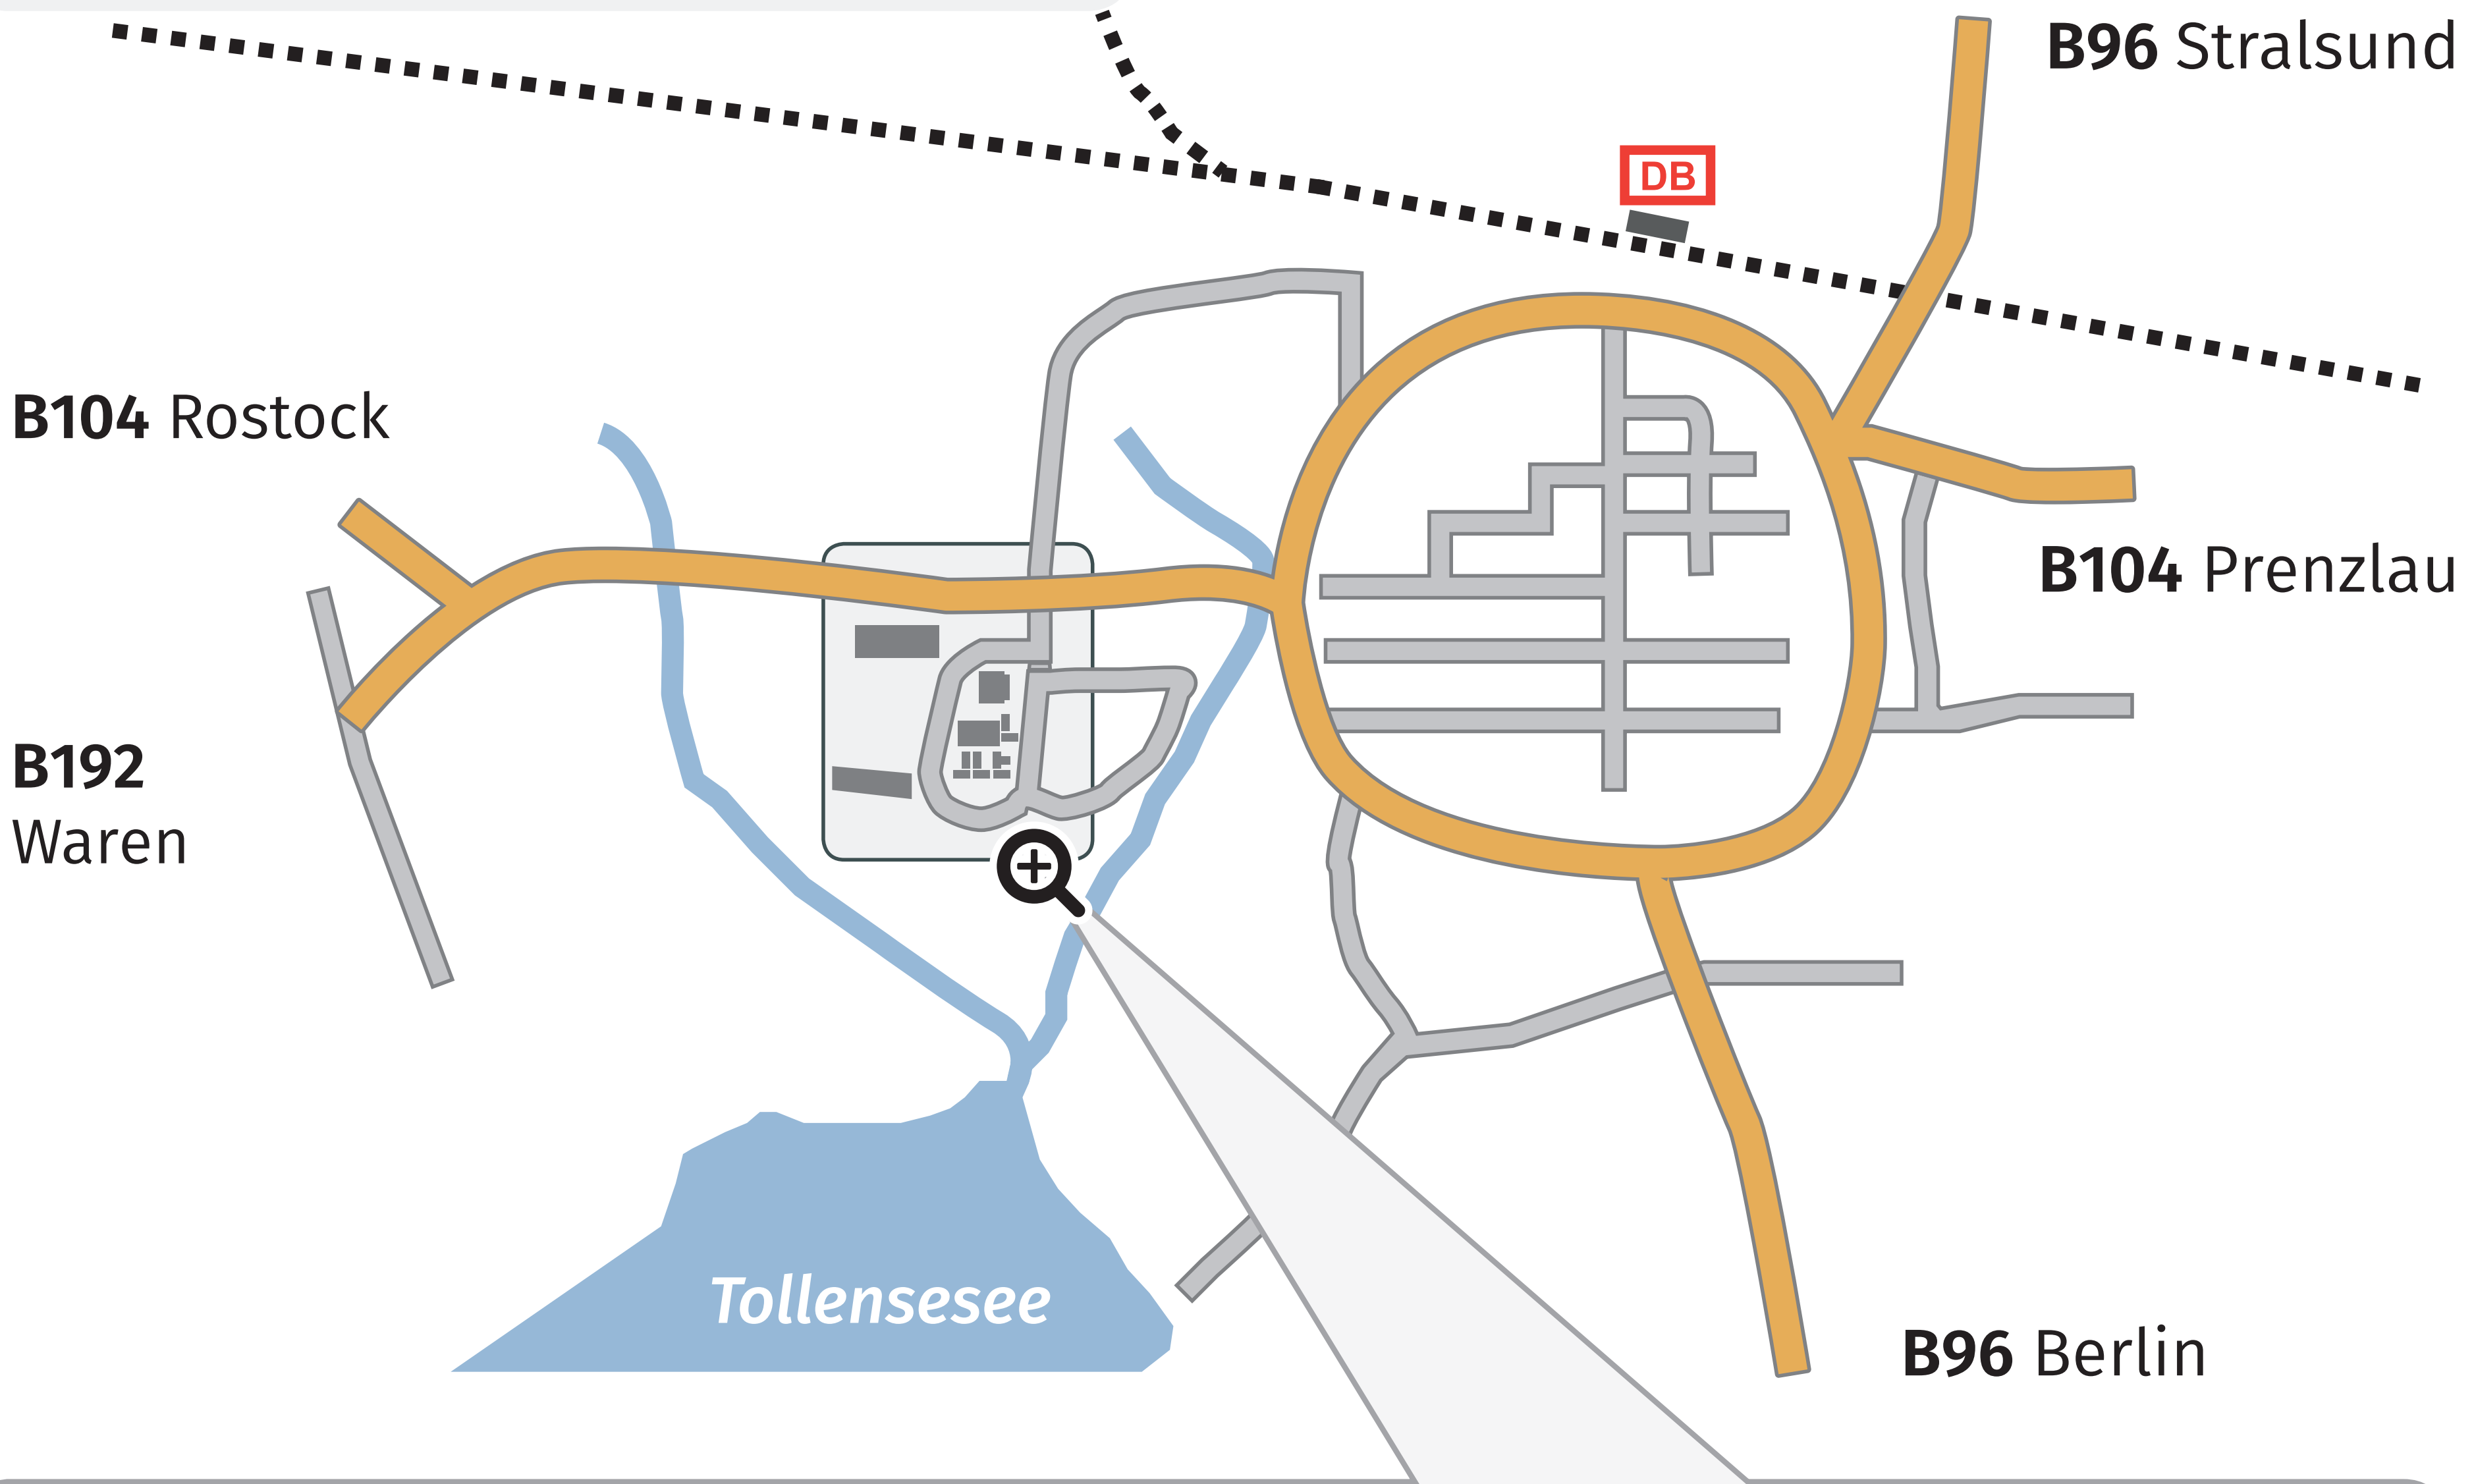 B96 Stralsund
DB
B104 Rostock
B104 Prenzlau
B192
Waren
Tollensesee
B96 Berlin